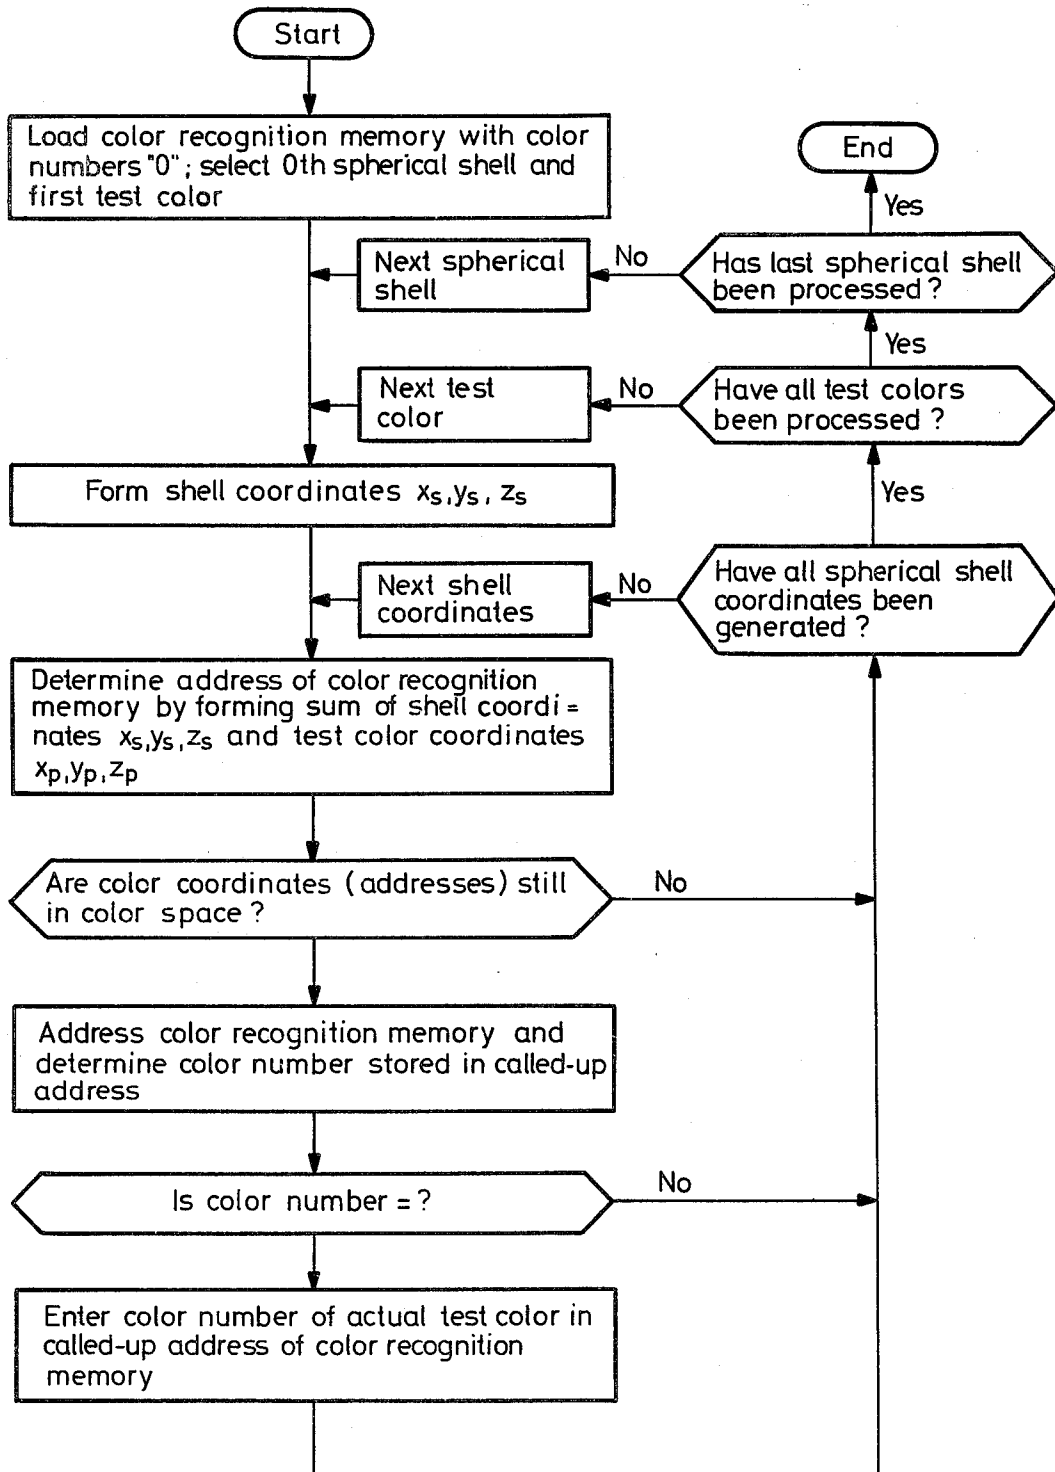 Start
Load color recognition memory with color
numbers "0"; select 0th spherical shell and
first test color
End
Yes
Next spherical
shell
No
Has last spherical shell
been processed?
Yes
Next test
color
No
Have all test colors
been processed?
Form shell coordinates xs,ys, zs
Yes
Next shell
coordinates
No
Have all spherical shell
coordinates been
generated?
Determine address of color recognition
memory by forming sum of shell coordi=
nates xs,ys,zs and test color coordinates
xp,yp,zp
Are color coordinates (addresses) still
in color space?
No
Address color recognition memory and
determine color number stored in called-up
address
Is color number = ?
No
Enter color number of actual test color in
called-up address of color recognition
memory